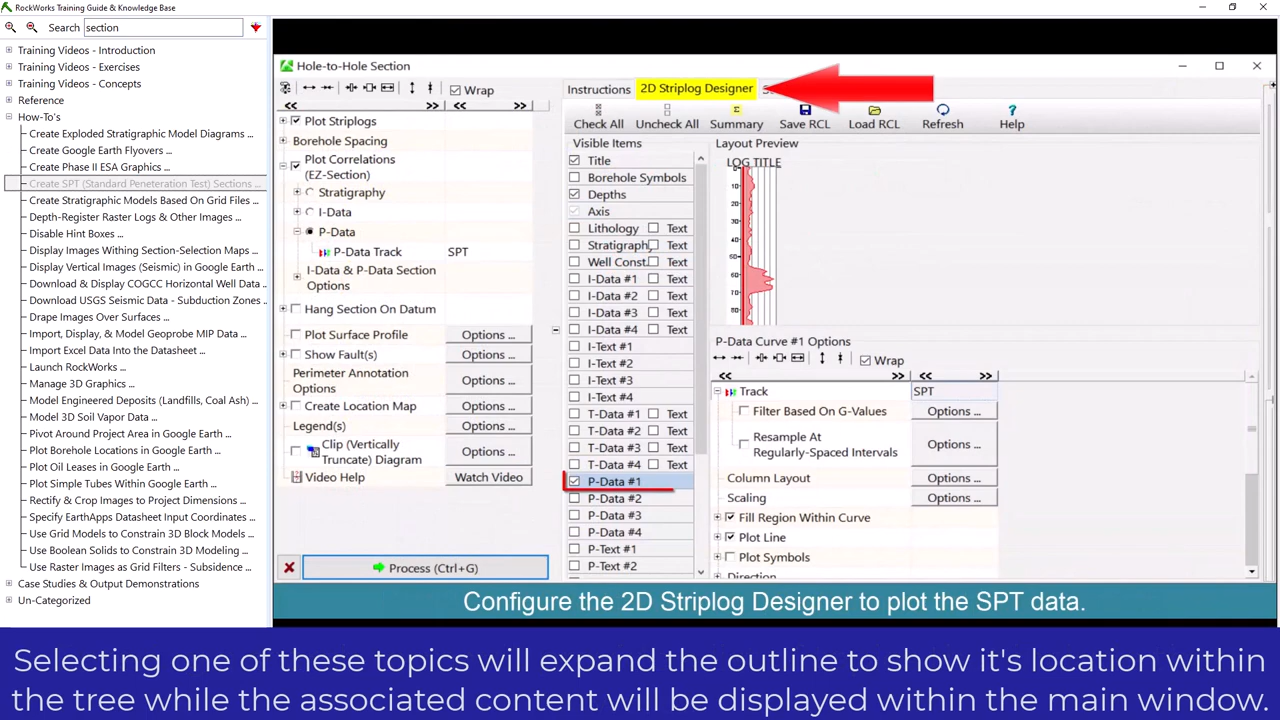 RockWorks Training Guide & Knowledge Base
Search section
Training Videos - Introduction
Training Videos - Exercises
Training Videos - Concepts
Reference
How-To's
Create Exploded Stratigraphic Model Diagrams ...
Create Google Earth Flyovers ...
Create Phase II ESA Graphics ...
Create SPT (Standard Peneteration Test) Sections ...
Create Stratigraphic Models Based On Grid Files ...
Depth-Register Raster Logs & Other Images ...
Disable Hint Boxes ...
Display Images Withing Section-Selection Maps ...
Display Vertical Images (Seismic) in Google Earth ...
Download & Display COGCC Horizontal Well Data ...
Download USGS Seismic Data - Subduction Zones ...
Drape Images Over Surfaces ...
Import, Display, & Model Geoprobe MIP Data ...
Import Excel Data Into the Datasheet ...
Launch RockWorks ...
Manage 3D Graphics ...
Model Engineered Deposits (Landfills, Coal Ash) ...
Model 3D Soil Vapor Data ...
Pivot Around Project Area in Google Earth ...
Plot Borehole Locations in Google Earth ...
Plot Oil Leases in Google Earth ...
Plot Simple Tubes Within Google Earth ...
Rectify & Crop Images to Project Dimensions ...
Specify EarthApps Datasheet Input Coordinates ...
Use Grid Models to Constrain 3D Block Models ...
Use Boolean Solids to Constrain 3D Modeling ...
Use Raster Images as Grid Filters - Subsidence ...
Case Studies & Output Demonstrations
Un-Categorized
Hole-to-Hole Section
Wrap
<< >> << >>
Plot Striplogs
Borehole Spacing
Plot Correlations
(EZ-Section)
Stratigraphy
I-Data
P-Data
P-Data Track SPT
I-Data & P-Data Section
Options
Hang Section On Datum
Plot Surface Profile Options ...
Show Fault(s) Options ...
Perimeter Annotation
Options Options ...
Create Location Map Options ...
Legend(s) Options ...
Clip (Vertically
Truncate) Diagram Options ...
Video Help Watch Video
Process (Ctrl+G)
Instructions 2D Striplog Designer
Check All Uncheck All Summary Save RCL Load RCL Refresh Help
Visible Items
Title
Borehole Symbols
Depths
Axis
Lithology Text
Stratigraphy Text
Well Const. Text
I-Data #1 Text
I-Data #2 Text
I-Data #3 Text
I-Data #4 Text
I-Text #1
I-Text #2
I-Text #3
I-Text #4
T-Data #1 Text
T-Data #2 Text
T-Data #3 Text
T-Data #4 Text
P-Data #1
P-Data #2
P-Data #3
P-Data #4
P-Text #1
P-Text #2
Layout Preview
LOG TITLE
0
10
20
30
40
50
60
70
80
P-Data Curve #1 Options
Wrap
<< >> << >>
Track SPT
Filter Based On G-Values Options ...
Resample At
Regularly-Spaced Intervals Options ...
Column Layout Options ...
Scaling Options ...
Fill Region Within Curve
Plot Line
Plot Symbols
Direction
Configure the 2D Striplog Designer to plot the SPT data.
Selecting one of these topics will expand the outline to show it's location within
the tree while the associated content will be displayed within the main window.